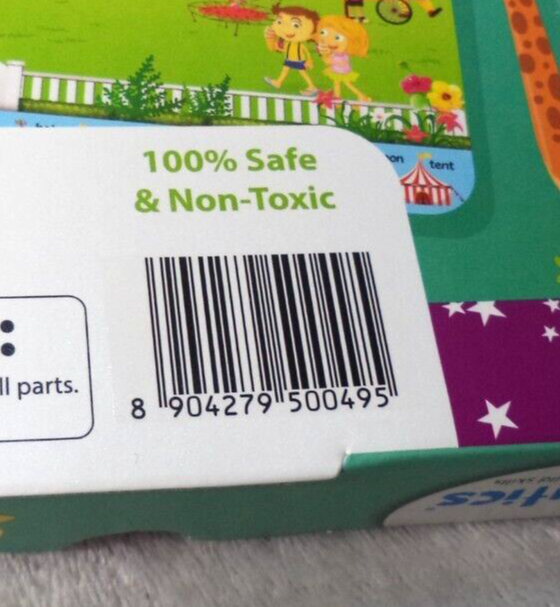 tent
100% Safe
& Non-Toxic
ll parts.
8 904279 500495